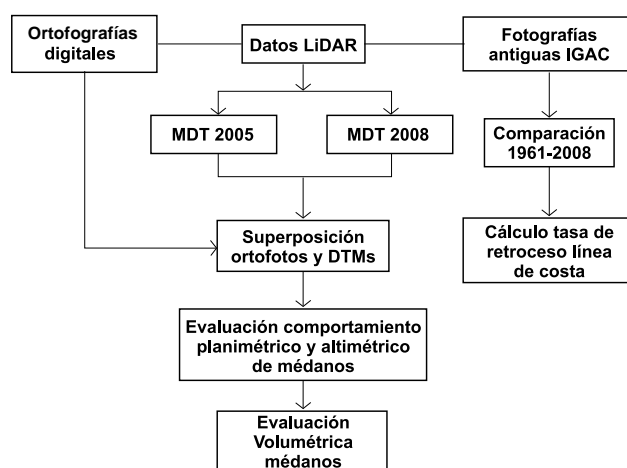 Ortofografías
digitales
Datos LiDAR
Fotografías
antiguas IGAC
MDT 2005
MDT 2008
Comparación
1961-2008
Superposición
ortofotos y DTMs
Cálculo tasa de
retroceso línea
de costa
Evaluación comportamiento
planimétrico y altimétrico
de médanos
Evaluación
Volumétrica
médanos